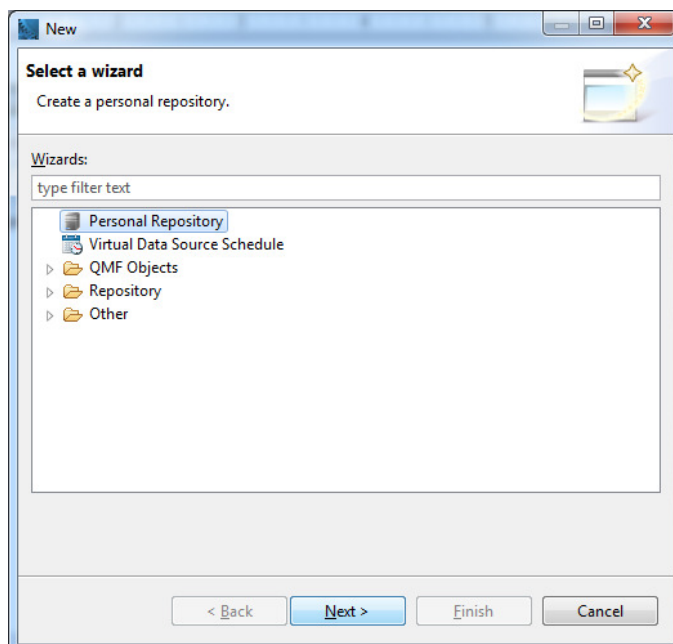 New
Select a wizard
Create a personal repository.
Wizards:
type filter text
Personal Repository
Virtual Data Source Schedule
QMF Objects
Repository
Other
< Back Next > Finish Cancel